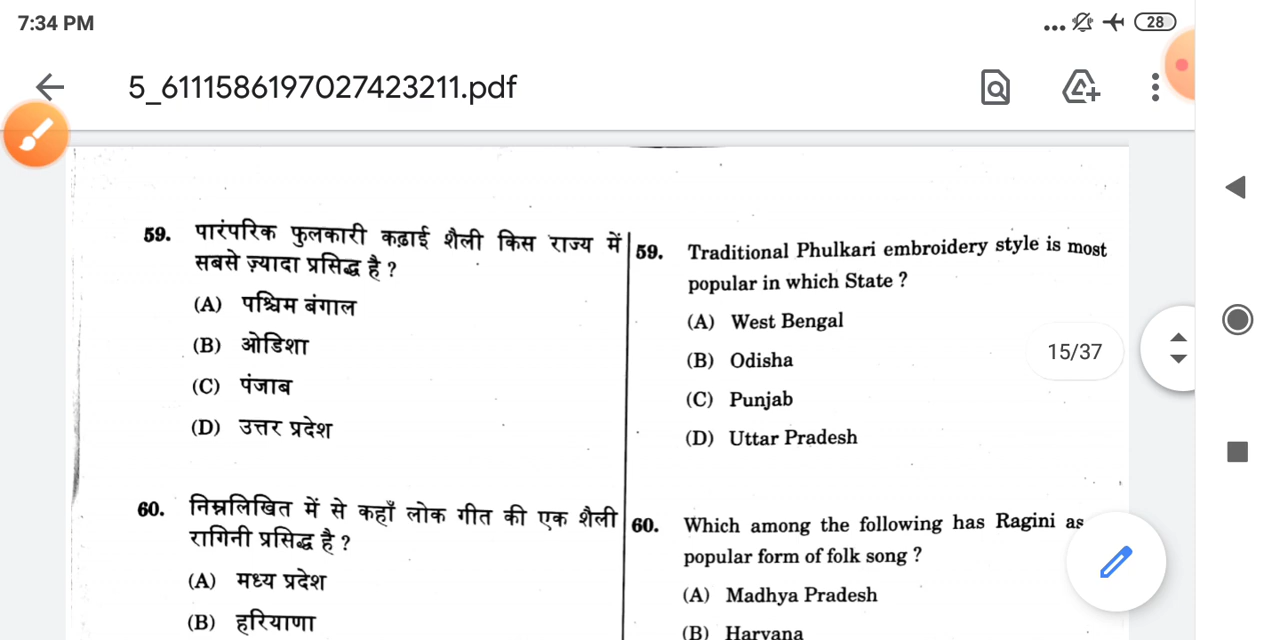 7:34 PM
28
5_6111586197027423211.pdf
59. पारंपरिक फुलकारी कढ़ाई शैली किस राज्य में
सबसे ज़्यादा प्रसिद्ध है ?
(A) पश्चिम बंगाल
(B) ओडिशा
(C) पंजाब
(D) उत्तर प्रदेश
60. निम्नलिखित में से कहाँ लोक गीत की एक शैली
रागिनी प्रसिद्ध है ?
(A) मध्य प्रदेश
(B) हरियाणा
59. Traditional Phulkari embroidery style is most
popular in which State ?
(A) West Bengal
(B) Odisha
(C) Punjab
(D) Uttar Pradesh
15/37
60. Which among the following has Ragini as
popular form of folk song ?
(A) Madhya Pradesh
(B) Haryana